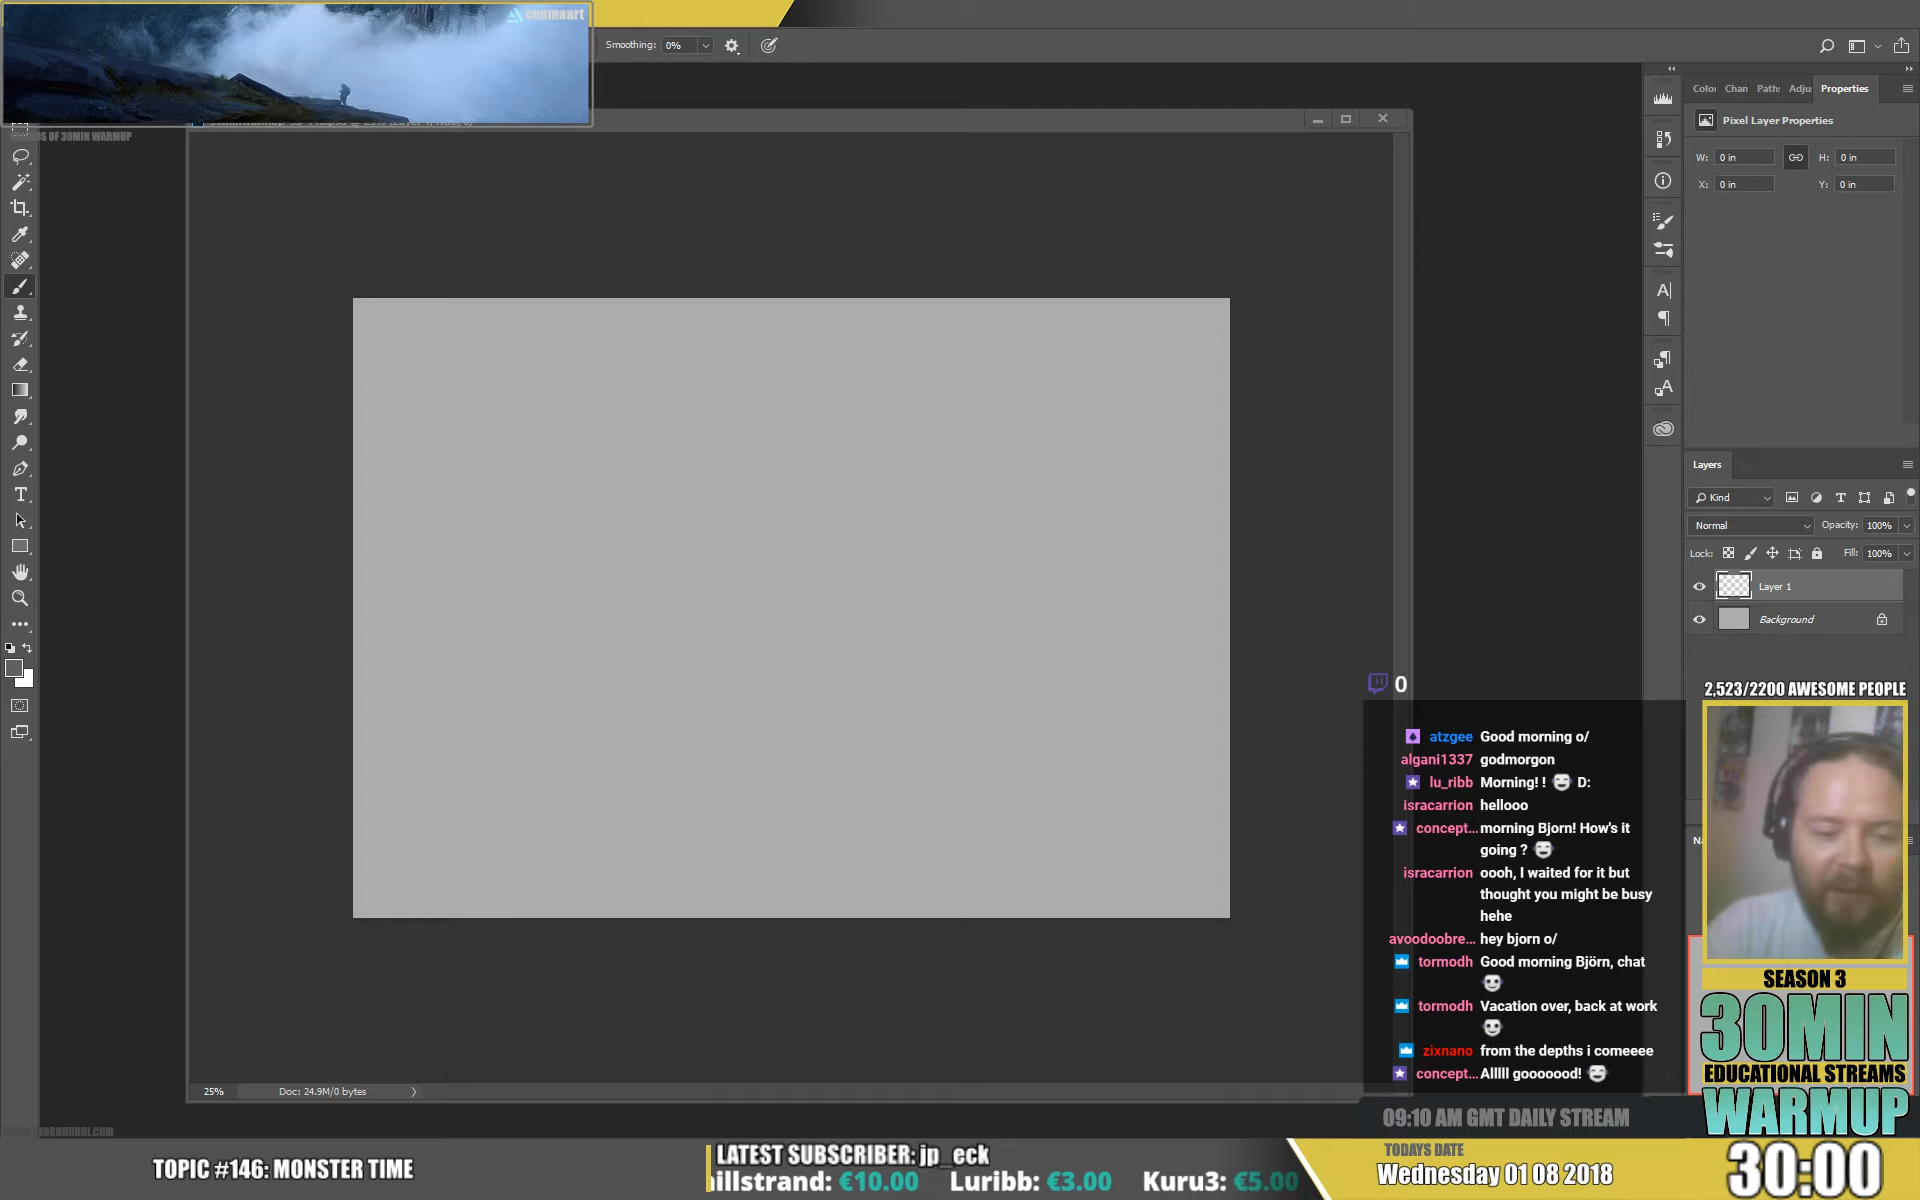 cunmaart
Smoothing: 0%
OF 30MIN WARMUP
Color Chan Paths Adju Properties
Pixel Layer Properties
W: 0 in H: 0 in
X: 0 in Y: 0 in
Layers
Kind
Normal Opacity: 100%
Lock: Fill: 100%
Layer 1
Background
2,523/2200 AWESOME PEOPLE
0
atzgee Good morning o/
algani1337 godmorgon
lu_ribb Morning! ! D:
isracarrion hellooo
concept... morning Bjorn! How's it
going ?
isracarrion oooh, I waited for it but
thought you might be busy
hehe
avoodoobre... hey bjorn o/
tormodh Good morning Björn, chat
tormodh Vacation over, back at work
zixnano from the depths i comeeee
concept... Alllll gooooood!
25% Doc: 24.9M/0 bytes
SEASON 3
30MIN
EDUCATIONAL STREAMS
WARMUP
30:00
09:10 AM GMT DAILY STREAM
TODAYS DATE
Wednesday 01 08 2018
TOPIC #146: MONSTER TIME
LATEST SUBSCRIBER: jp_eck
illstrand: €10.00 Luribb: €3.00 Kuru3: €5.00